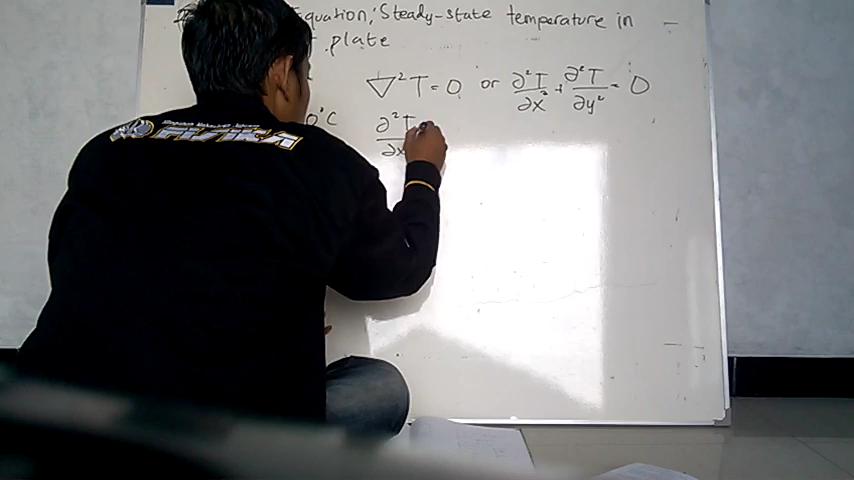 Equation, Steady-state temperature in
plate
∇²T = 0 or ∂²T/∂x² + ∂²T/∂y² = 0
0°C
∂²T/∂x
FISIKA